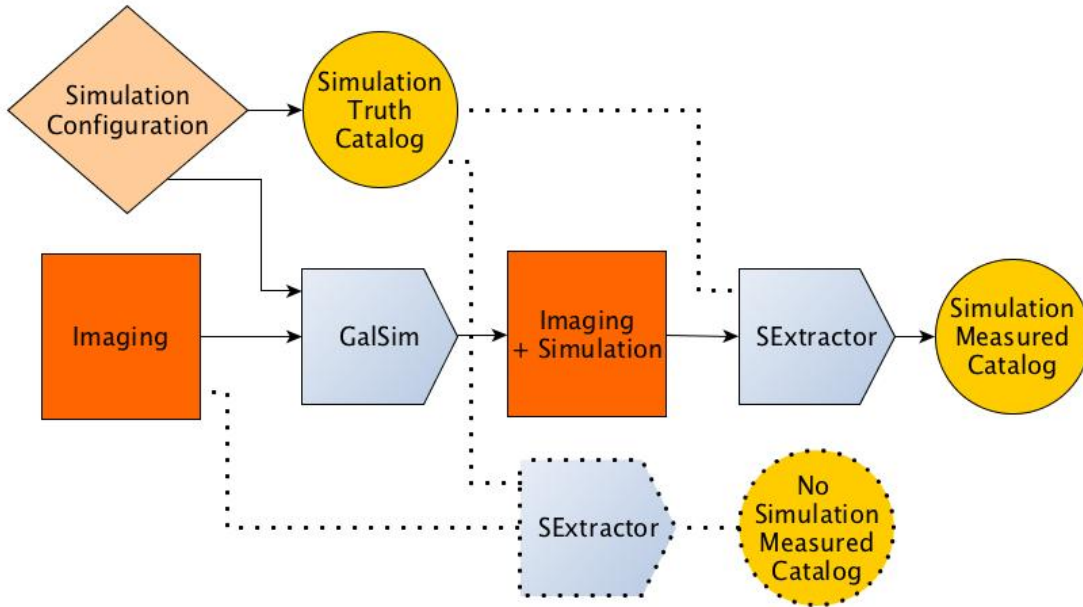 Simulation
Configuration
Simulation
Truth
Catalog
Imaging
GalSim
Imaging
+ Simulation
SExtractor
Simulation
Measured
Catalog
SExtractor
No
Simulation
Measured
Catalog